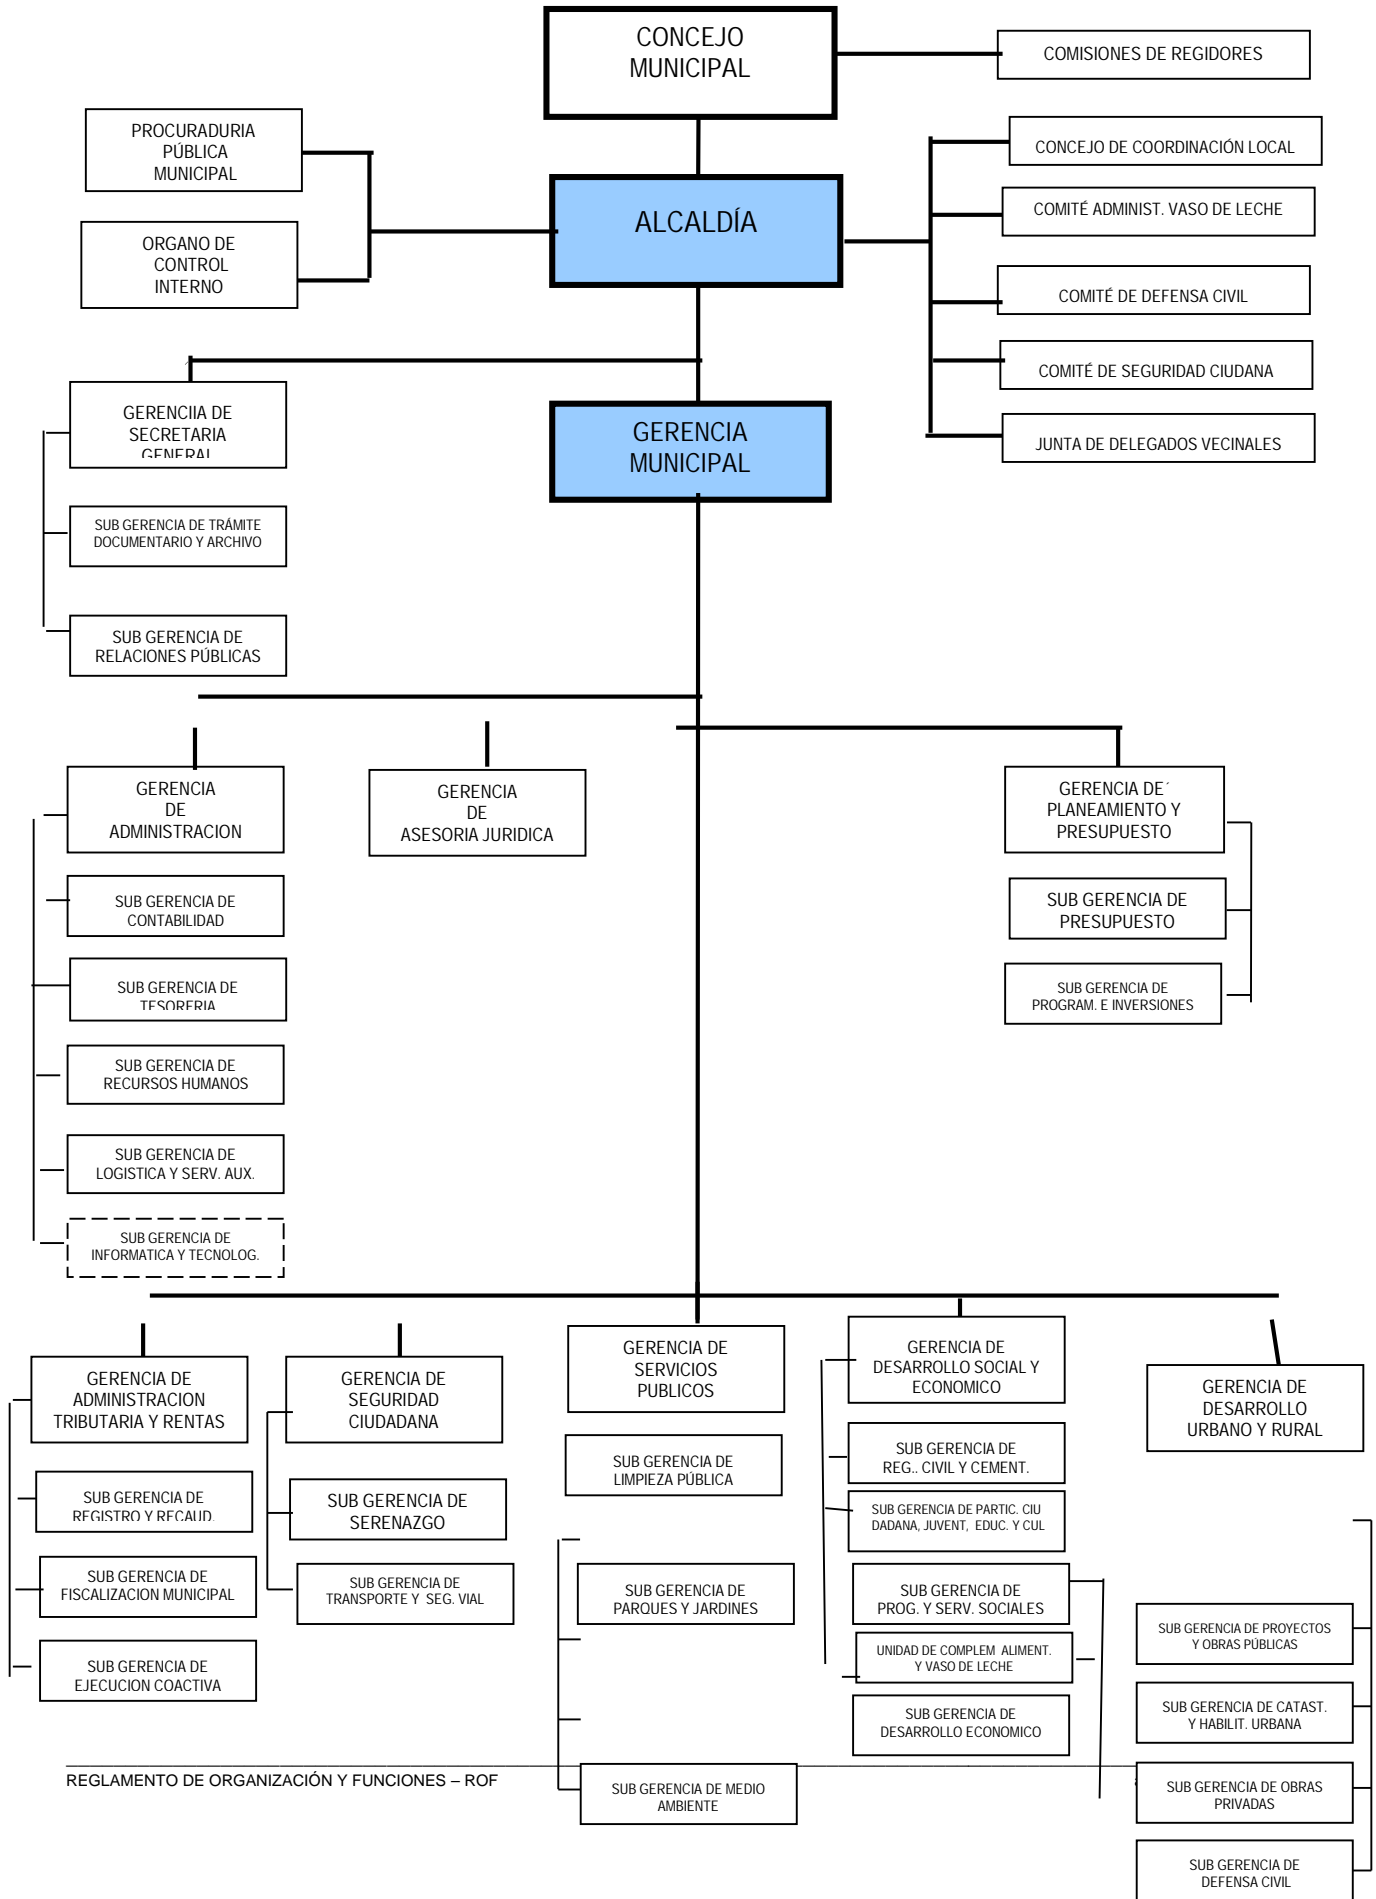 CONCEJO
MUNICIPAL
COMISIONES DE REGIDORES
PROCURADURIA
PÚBLICA
MUNICIPAL
CONCEJO DE COORDINACIÓN LOCAL
ALCALDÍA
COMITÉ ADMINIST. VASO DE LECHE
ORGANO DE
CONTROL
INTERNO
COMITÉ DE DEFENSA CIVIL
COMITÉ DE SEGURIDAD CIUDANA
GERENCIIA DE
SECRETARIA
GENERAL
GERENCIA
MUNICIPAL
JUNTA DE DELEGADOS VECINALES
SUB GERENCIA DE TRÁMITE
DOCUMENTARIO Y ARCHIVO
SUB GERENCIA DE
RELACIONES PÚBLICAS
GERENCIA
DE
ADMINISTRACION
GERENCIA
DE
ASESORIA JURIDICA
GERENCIA DE´
PLANEAMIENTO Y
PRESUPUESTO
SUB GERENCIA DE
CONTABILIDAD
SUB GERENCIA DE
PRESUPUESTO
SUB GERENCIA DE
TESORERIA
SUB GERENCIA DE
PROGRAM. E INVERSIONES
SUB GERENCIA DE
RECURSOS HUMANOS
SUB GERENCIA DE
LOGISTICA Y SERV. AUX.
SUB GERENCIA DE
INFORMATICA Y TECNOLOG.
GERENCIA DE
ADMINISTRACION
TRIBUTARIA Y RENTAS
GERENCIA DE
SEGURIDAD
CIUDADANA
GERENCIA DE
SERVICIOS
PUBLICOS
GERENCIA DE
DESARROLLO SOCIAL Y
ECONOMICO
GERENCIA DE
DESARROLLO
URBANO Y RURAL
SUB GERENCIA DE
REGISTRO Y RECAUD.
SUB GERENCIA DE
SERENAZGO
SUB GERENCIA DE
LIMPIEZA PÚBLICA
SUB GERENCIA DE
REG.. CIVIL Y CEMENT.
SUB GERENCIA DE PARTIC. CIU
DADANA, JUVENT, EDUC. Y CUL
SUB GERENCIA DE
FISCALIZACION MUNICIPAL
SUB GERENCIA DE
TRANSPORTE Y SEG. VIAL
SUB GERENCIA DE
PARQUES Y JARDINES
SUB GERENCIA DE
PROG. Y SERV. SOCIALES
SUB GERENCIA DE PROYECTOS
Y OBRAS PÚBLICAS
SUB GERENCIA DE
EJECUCION COACTIVA
UNIDAD DE COMPLEM ALIMENT.
Y VASO DE LECHE
SUB GERENCIA DE
DESARROLLO ECONOMICO
SUB GERENCIA DE CATAST.
Y HABILIT. URBANA
REGLAMENTO DE ORGANIZACIÓN Y FUNCIONES – ROF
SUB GERENCIA DE MEDIO
AMBIENTE
SUB GERENCIA DE OBRAS
PRIVADAS
SUB GERENCIA DE
DEFENSA CIVIL